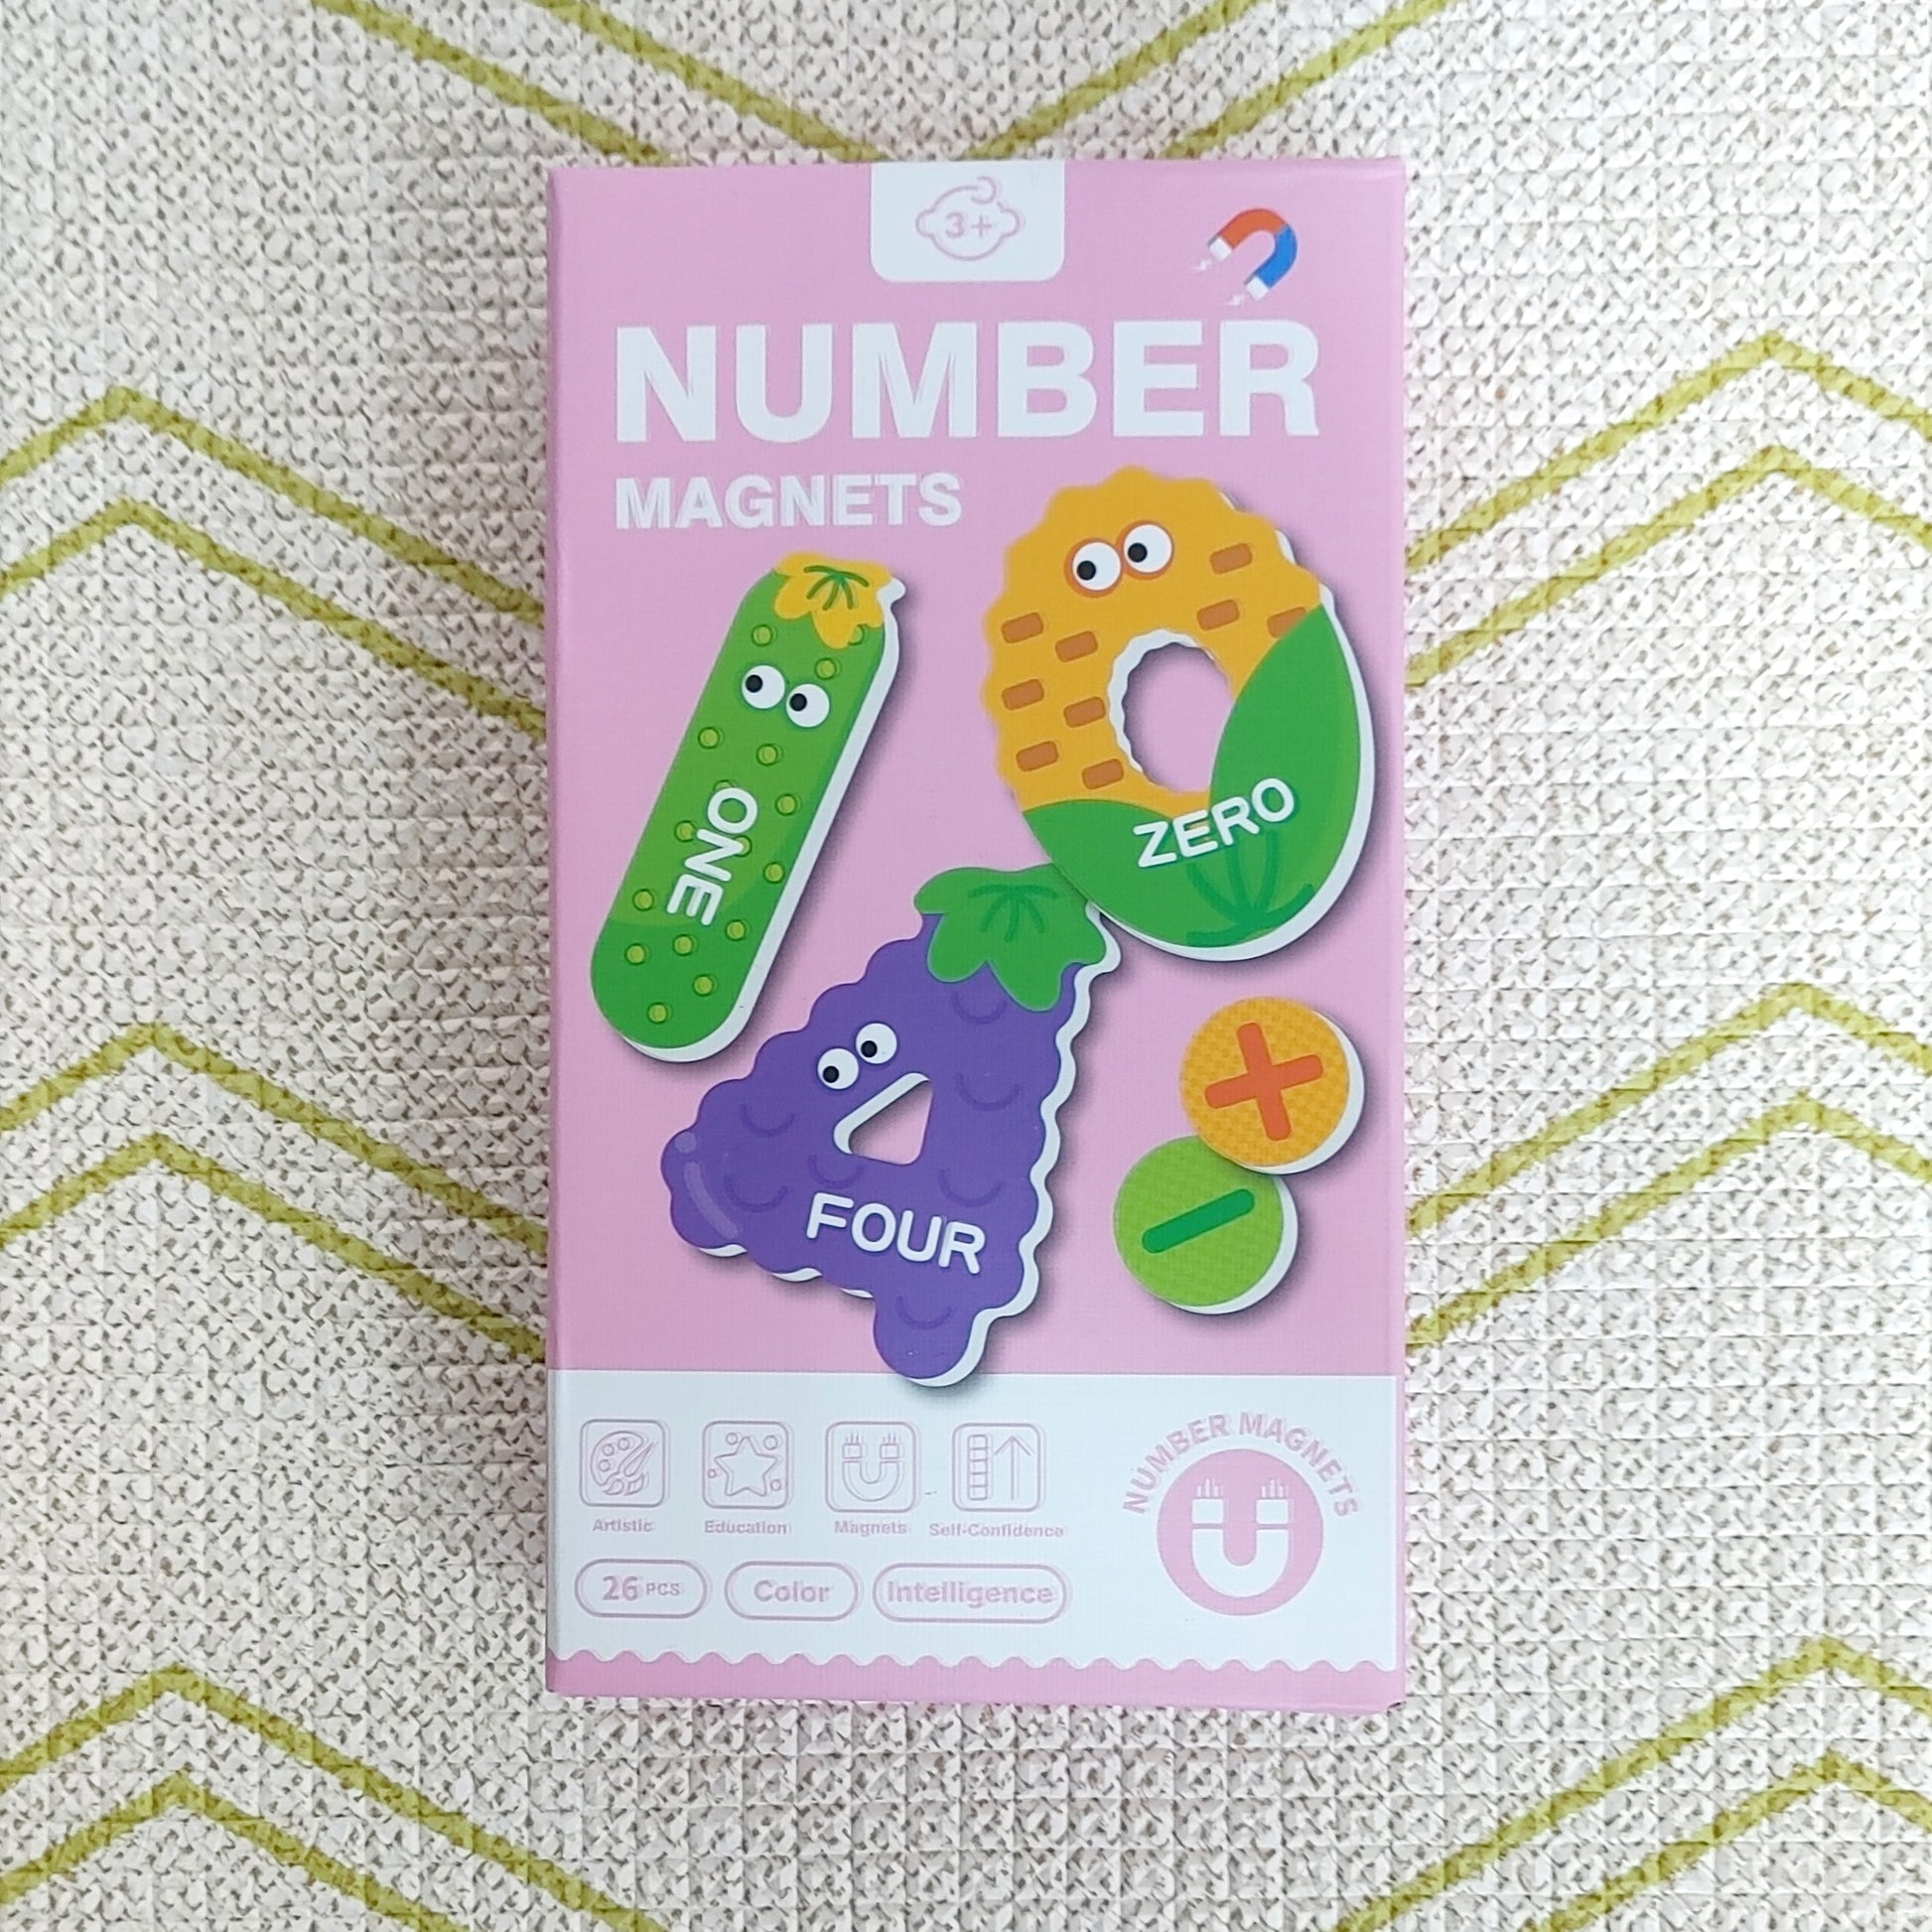 3+
NUMBER
MAGNETS
ONE
ZERO
FOUR
+
−
NUMBER MAGNETS
Artistic
Education
Magnets
Self-Confidence
26 PCS
Color
Intelligence